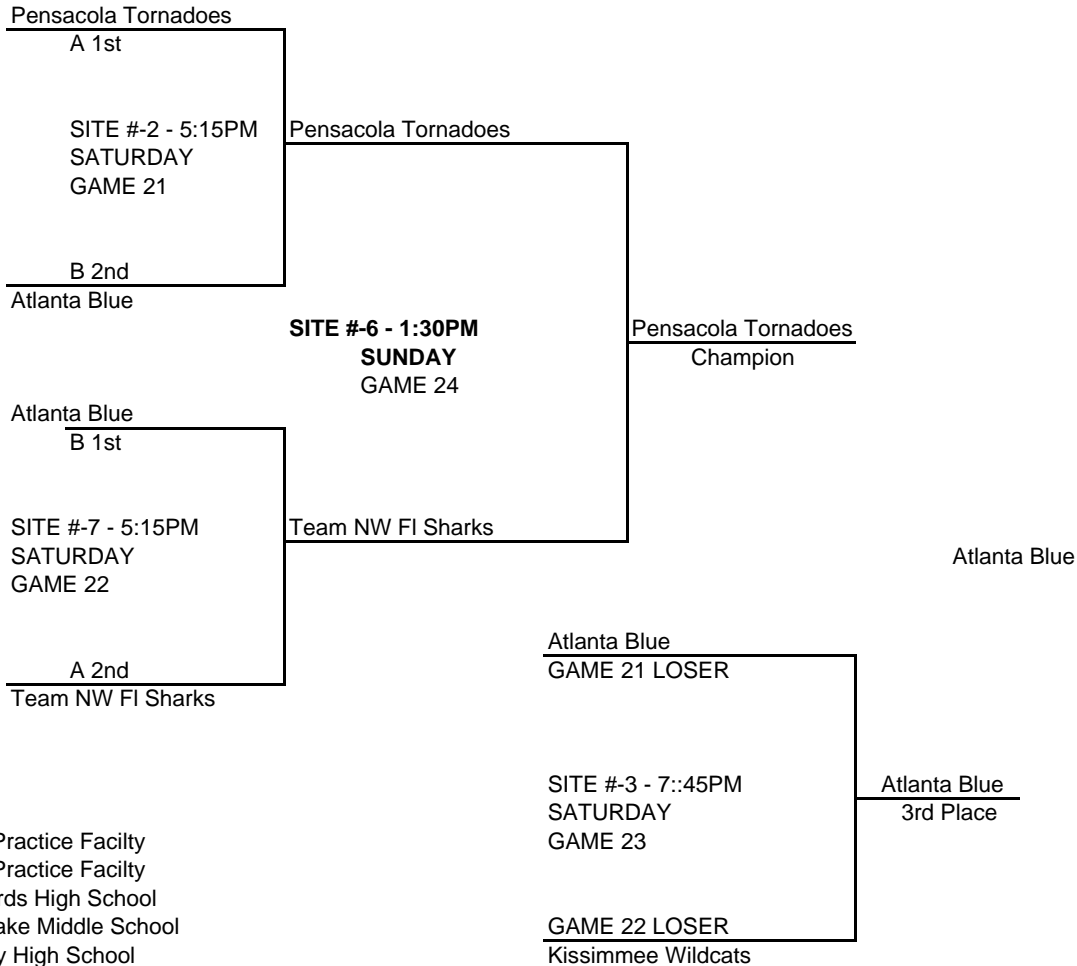 Pensacola Tornadoes
A 1st
SITE #-2 - 5:15PM
SATURDAY
GAME 21
Pensacola Tornadoes
B 2nd
Atlanta Blue
SITE #-6 - 1:30PM
SUNDAY
GAME 24
Pensacola Tornadoes
Champion
Atlanta Blue
B 1st
SITE #-7 - 5:15PM
SATURDAY
GAME 22
Team NW Fl Sharks
Atlanta Blue
A 2nd
Team NW Fl Sharks
Atlanta Blue
GAME 21 LOSER
SITE #-3 - 7::45PM
SATURDAY
GAME 23
Atlanta Blue
3rd Place
GAME 22 LOSER
Kissimmee Wildcats
Practice Facilty
Practice Facilty
rds High School
ake Middle School
y High School